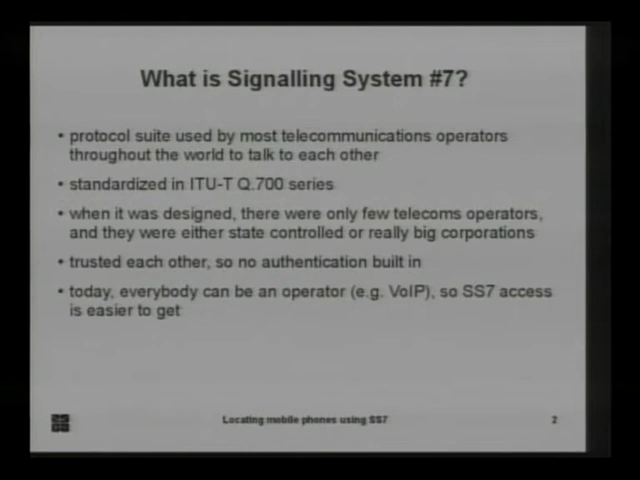 What is Signalling System #7?
• protocol suite used by most telecommunications operators
throughout the world to talk to each other
• standardized in ITU-T Q.700 series
• when it was designed, there were only few telecoms operators,
and they were either state controlled or really big corporations
• trusted each other, so no authentication built in
• today, everybody can be an operator (e.g. VoIP), so SS7 access
is easier to get
Locating mobile phones using SS7
2